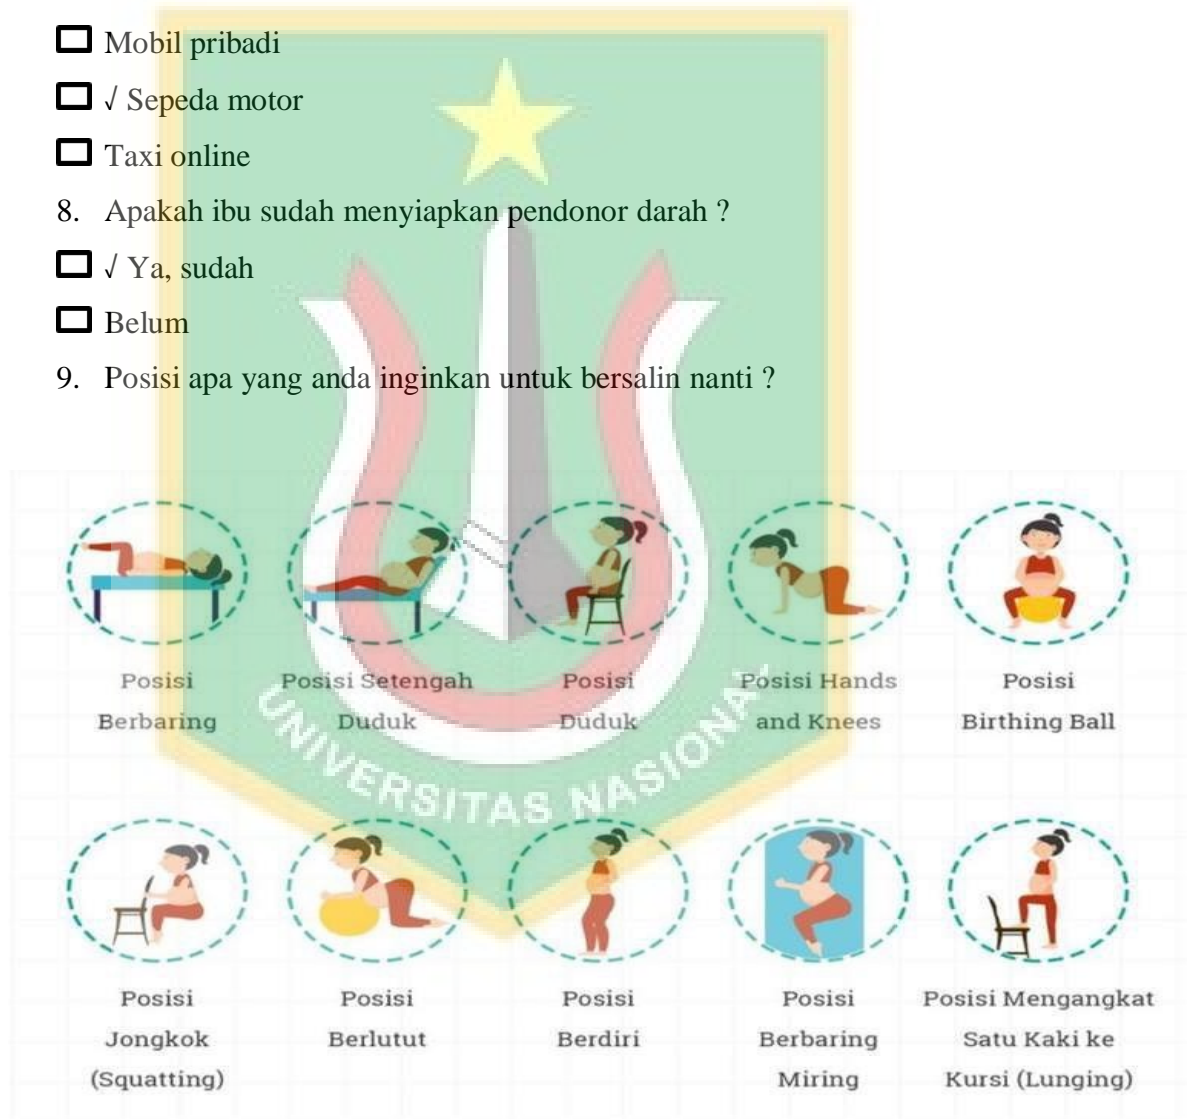 Mobil pribadi
√ Sepeda motor
Taxi online
8. Apakah ibu sudah menyiapkan pendonor darah ?
√ Ya, sudah
Belum
9. Posisi apa yang anda inginkan untuk bersalin nanti ?
Posisi Berbaring
Posisi Setengah Duduk
Posisi Duduk
Posisi Hands and Knees
Posisi Birthing Ball
UNIVERSITAS NASIONAL
Posisi Jongkok (Squatting)
Posisi Berlutut
Posisi Berdiri
Posisi Berbaring Miring
Posisi Mengangkat Satu Kaki ke Kursi (Lunging)